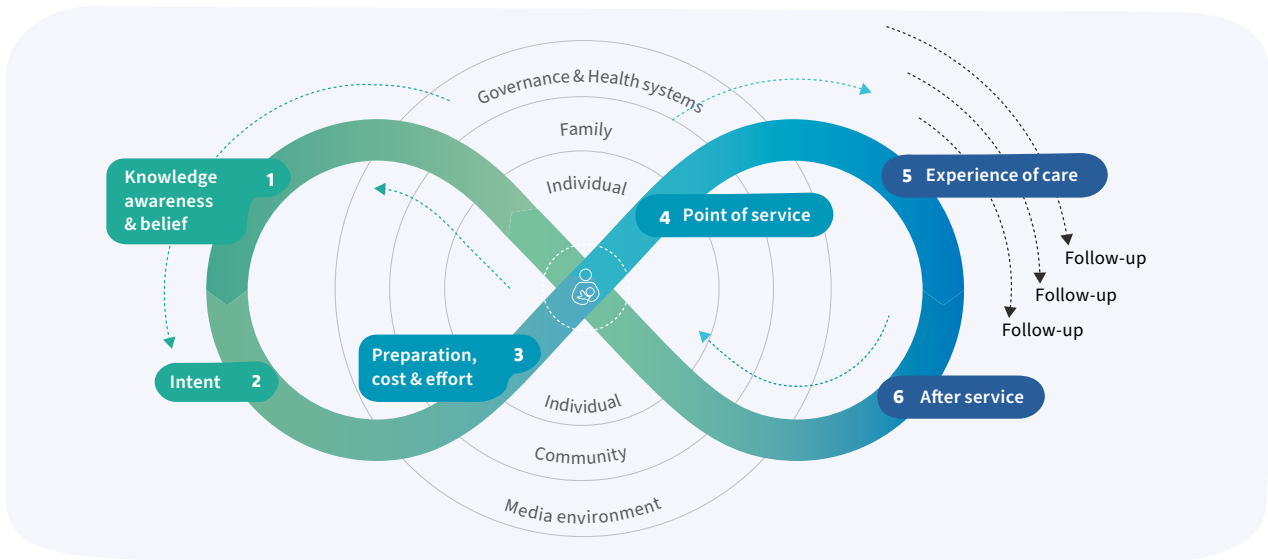 Governance & Health systems
Family
Individual
Knowledge
awareness
& belief
1
Intent 2
Preparation,
cost & effort
3
4 Point of service
5 Experience of care
Follow-up
Follow-up
Follow-up
6 After service
Individual
Community
Media environment